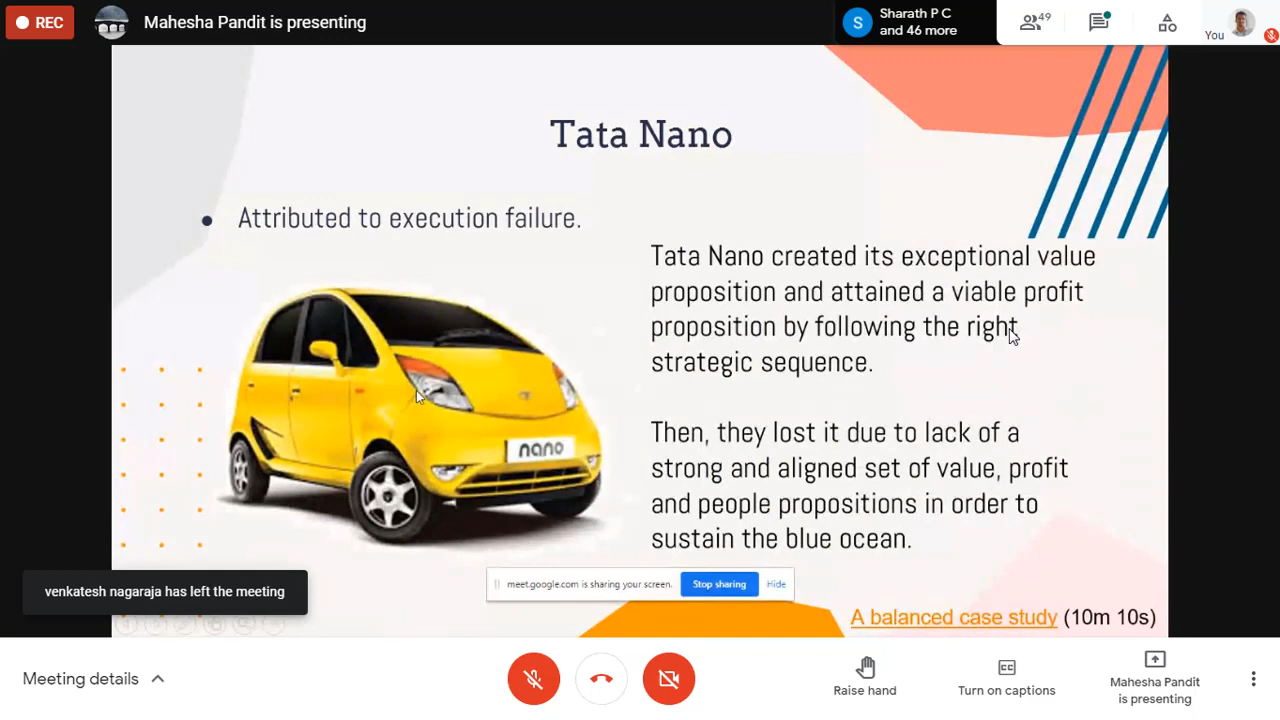 REC
Mahesha Pandit is presenting
S
Sharath P C
and 46 more
49
You
Tata Nano
• Attributed to execution failure.
Tata Nano created its exceptional value
proposition and attained a viable profit
proposition by following the right
strategic sequence.
Then, they lost it due to lack of a
strong and aligned set of value, profit
and people propositions in order to
sustain the blue ocean.
nano
venkatesh nagaraja has left the meeting
meet.google.com is sharing your screen.
Stop sharing
Hide
A balanced case study (10m 10s)
Meeting details
Raise hand
Turn on captions
Mahesha Pandit
is presenting